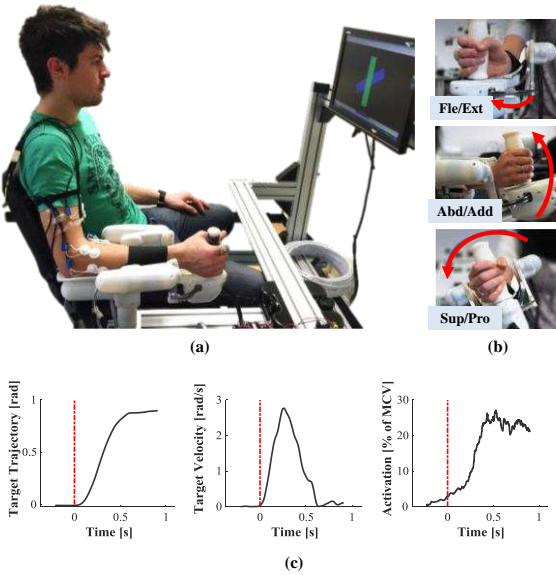 Fle/Ext
Abd/Add
Sup/Pro
(a)
(b)
Target Trajectory [rad]
1
0.5
0
0
0.5
1
Time [s]
Target Velocity [rad/s]
3
2
1
0
0
0.5
1
Time [s]
Activation [% of MCV]
30
20
10
0
0
0.5
1
Time [s]
(c)